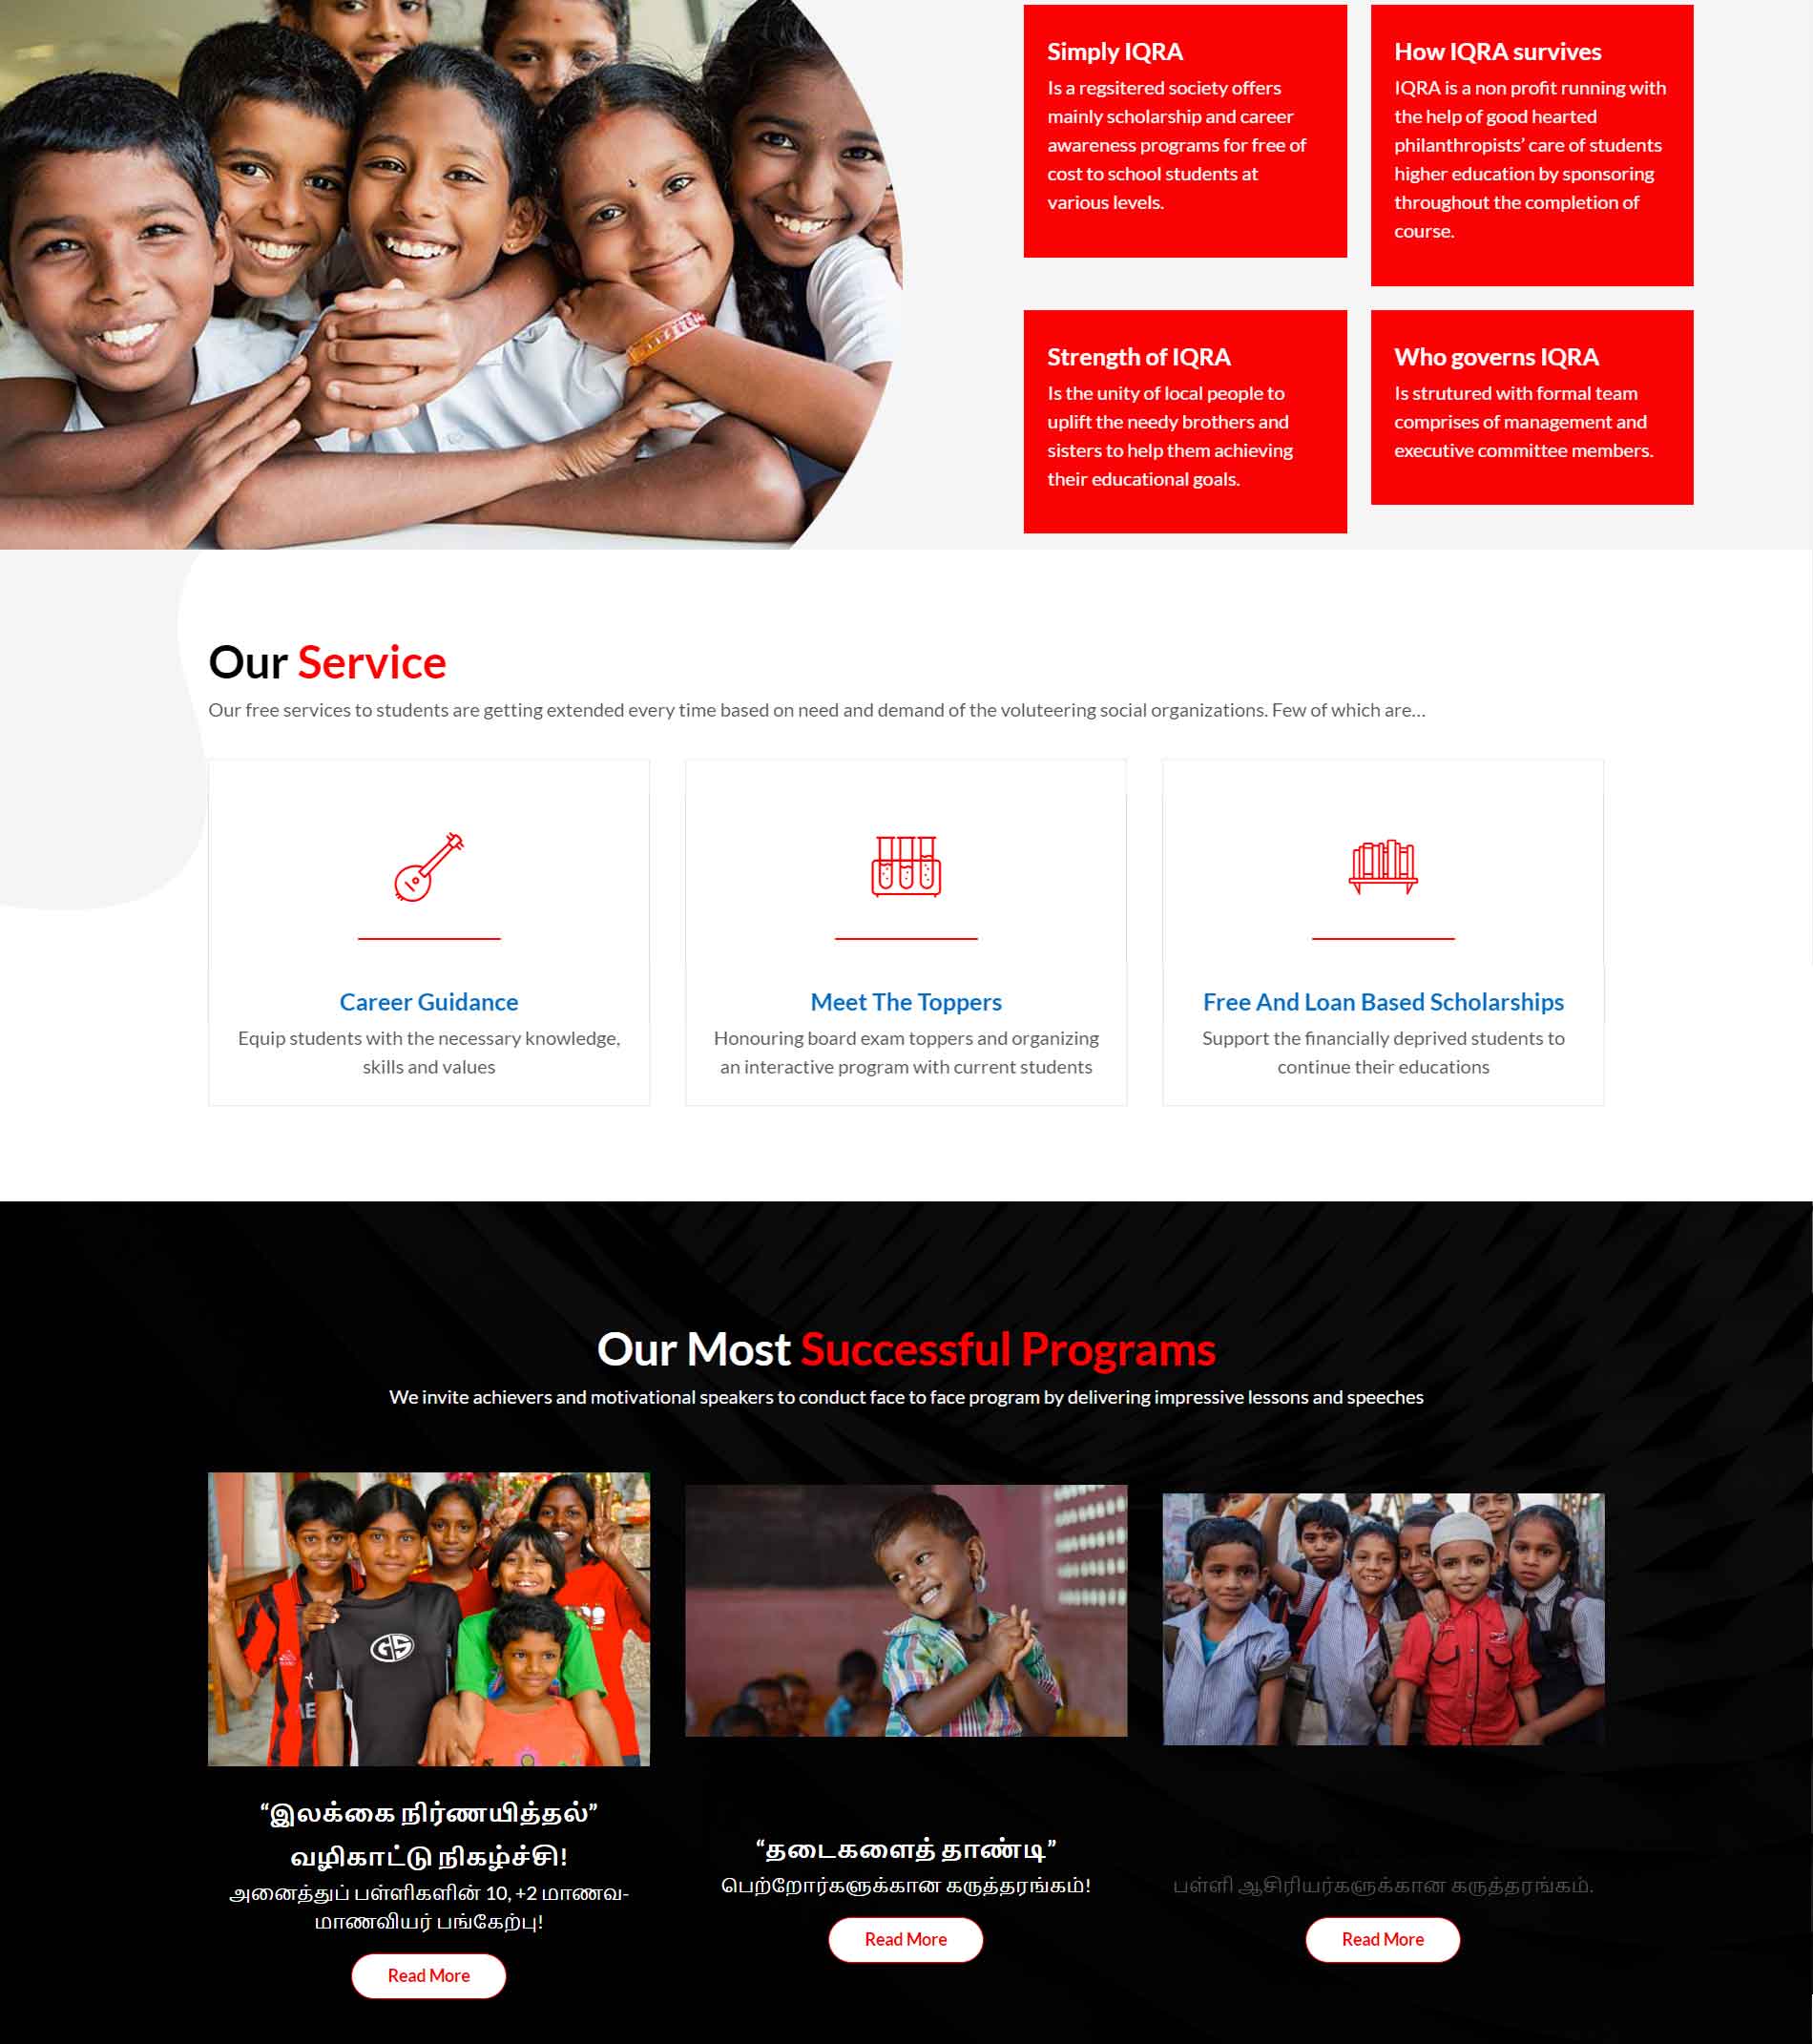 Simply IQRA
Is a regsitered society offers
mainly scholarship and career
awareness programs for free of
cost to school students at
various levels.
How IQRA survives
IQRA is a non profit running with
the help of good hearted
philanthropists’ care of students
higher education by sponsoring
throughout the completion of
course.
Strength of IQRA
Is the unity of local people to
uplift the needy brothers and
sisters to help them achieving
their educational goals.
Who governs IQRA
Is strutured with formal team
comprises of management and
executive committee members.
Our Service
Our free services to students are getting extended every time based on need and demand of the voluteering social organizations. Few of which are…
Career Guidance
Equip students with the necessary knowledge,
skills and values
Meet The Toppers
Honouring board exam toppers and organizing
an interactive program with current students
Free And Loan Based Scholarships
Support the financially deprived students to
continue their educations
Our Most Successful Programs
We invite achievers and motivational speakers to conduct face to face program by delivering impressive lessons and speeches
GS
“இலக்கை நிர்ணயித்தல்”
வழிகாட்டு நிகழ்ச்சி!
அனைத்துப் பள்ளிகளின் 10, +2 மாணவ-
மாணவியர் பங்கேற்பு!
Read More
“தடைகளைத் தாண்டி”
பெற்றோர்களுக்கான கருத்தரங்கம்!
Read More
பள்ளி ஆசிரியர்களுக்கான கருத்தரங்கம்.
Read More